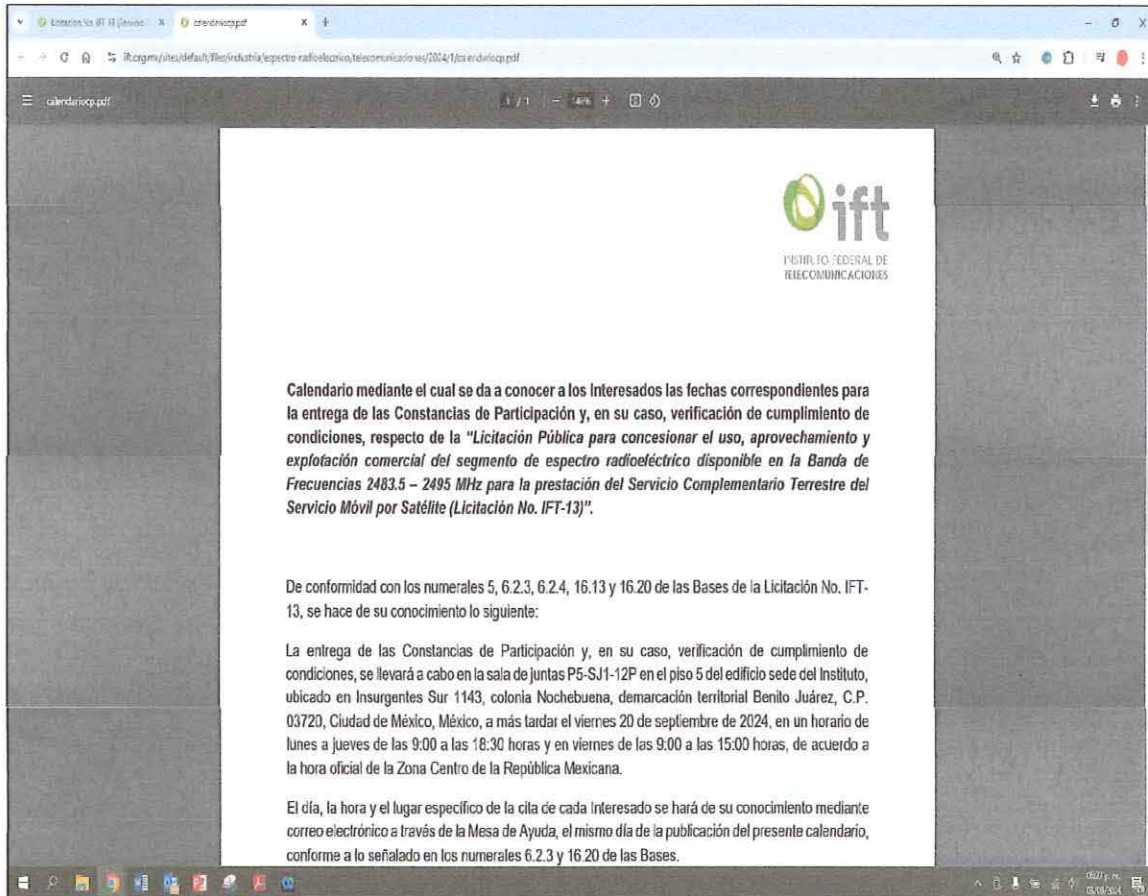 calendariocp.pdf
calendariocp.pdf
1 / 1
ift
INSTITUTO FEDERAL DE
TELECOMUNICACIONES
Calendario mediante el cual se da a conocer a los Interesados las fechas correspondientes para
la entrega de las Constancias de Participación y, en su caso, verificación de cumplimiento de
condiciones, respecto de la "Licitación Pública para concesionar el uso, aprovechamiento y
explotación comercial del segmento de espectro radioeléctrico disponible en la Banda de
Frecuencias 2483.5 – 2495 MHz para la prestación del Servicio Complementario Terrestre del
Servicio Móvil por Satélite (Licitación No. IFT-13)".
De conformidad con los numerales 5, 6.2.3, 6.2.4, 16.13 y 16.20 de las Bases de la Licitación No. IFT-
13, se hace de su conocimiento lo siguiente:
La entrega de las Constancias de Participación y, en su caso, verificación de cumplimiento de
condiciones, se llevará a cabo en la sala de juntas P5-SJ1-12P en el piso 5 del edificio sede del Instituto,
ubicado en Insurgentes Sur 1143, colonia Nochebuena, demarcación territorial Benito Juárez, C.P.
03720, Ciudad de México, México, a más tardar el viernes 20 de septiembre de 2024, en un horario de
lunes a jueves de las 9:00 a las 18:30 horas y en viernes de las 9:00 a las 15:00 horas, de acuerdo a
la hora oficial de la Zona Centro de la República Mexicana.
El día, la hora y el lugar específico de la cita de cada Interesado se hará de su conocimiento mediante
correo electrónico a través de la Mesa de Ayuda, el mismo día de la publicación del presente calendario,
conforme a lo señalado en los numerales 6.2.3 y 16.20 de las Bases.